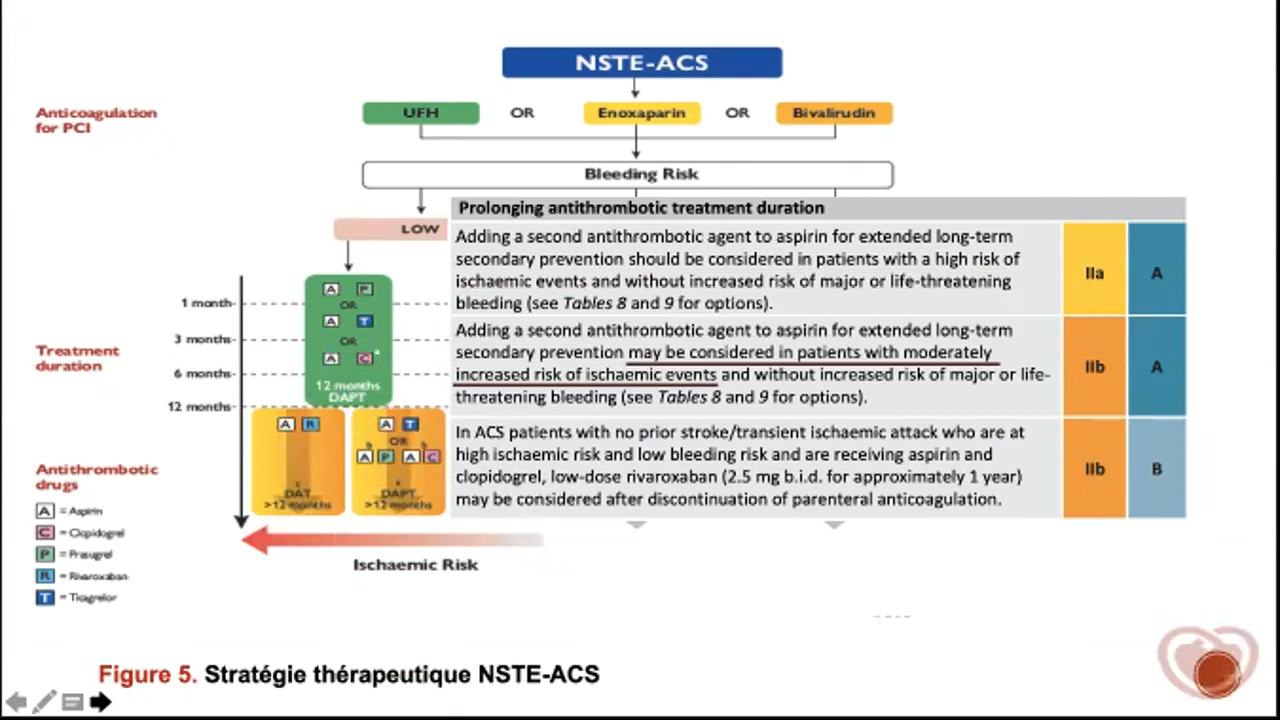 NSTE-ACS
Anticoagulation
for PCI
UFH OR Enoxaparin OR Bivalirudin
Bleeding Risk
LOW
Prolonging antithrombotic treatment duration
Adding a second antithrombotic agent to aspirin for extended long-term
secondary prevention should be considered in patients with a high risk of
ischaemic events and without increased risk of major or life-threatening
bleeding (see Tables 8 and 9 for options).
IIa A
Adding a second antithrombotic agent to aspirin for extended long-term
secondary prevention may be considered in patients with moderately
increased risk of ischaemic events and without increased risk of major or life-
threatening bleeding (see Tables 8 and 9 for options).
IIb A
In ACS patients with no prior stroke/transient ischaemic attack who are at
high ischaemic risk and low bleeding risk and are receiving aspirin and
clopidogrel, low-dose rivaroxaban (2.5 mg b.i.d. for approximately 1 year)
may be considered after discontinuation of parenteral anticoagulation.
IIb B
Treatment
duration
1 month
3 months
6 months
12 months
A P
OR
A T
OR
A C
12 months
DAPT
A R
c
DAT
>12 months
A T
OR
b b
A P A C
DAPT
>12 months
Ischaemic Risk
Antithrombotic
drugs
A = Aspirin
C = Clopidogrel
P = Prasugrel
R = Rivaroxaban
T = Ticagrelor
Figure 5. Stratégie thérapeutique NSTE-ACS